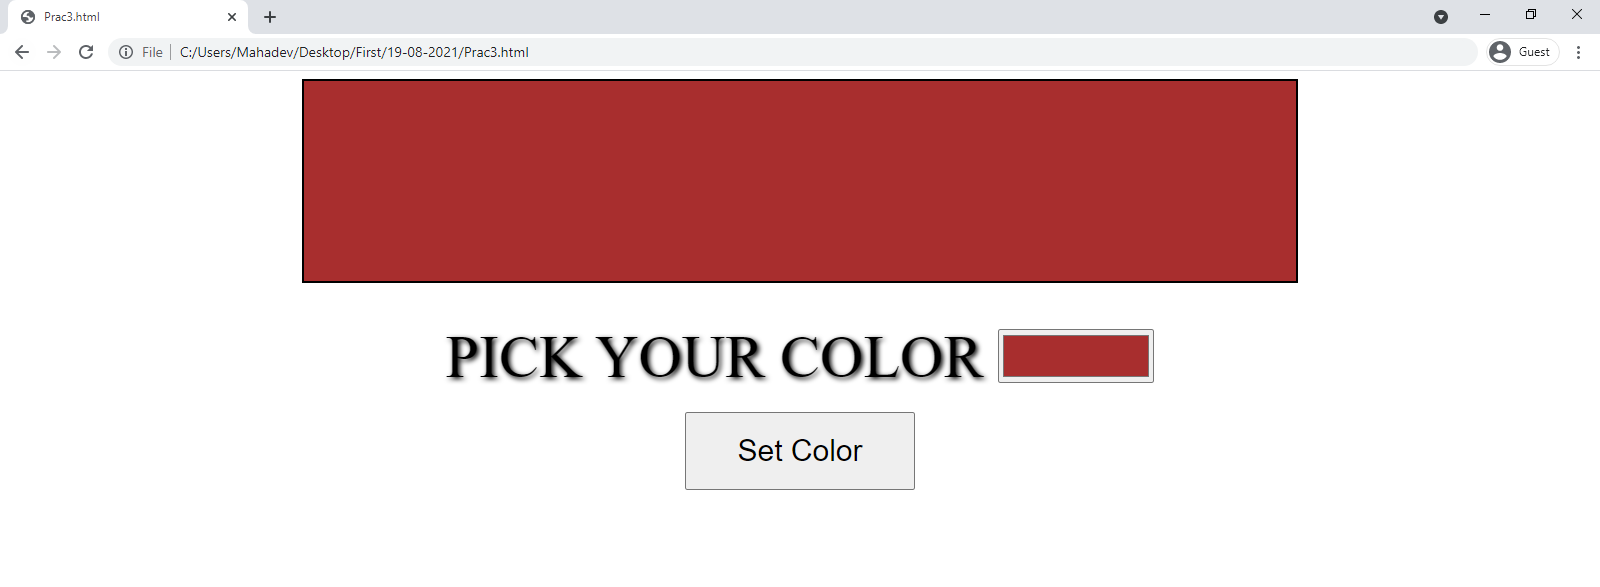 Prac3.html
File | C:/Users/Mahadev/Desktop/First/19-08-2021/Prac3.html
Guest
PICK YOUR COLOR
Set Color